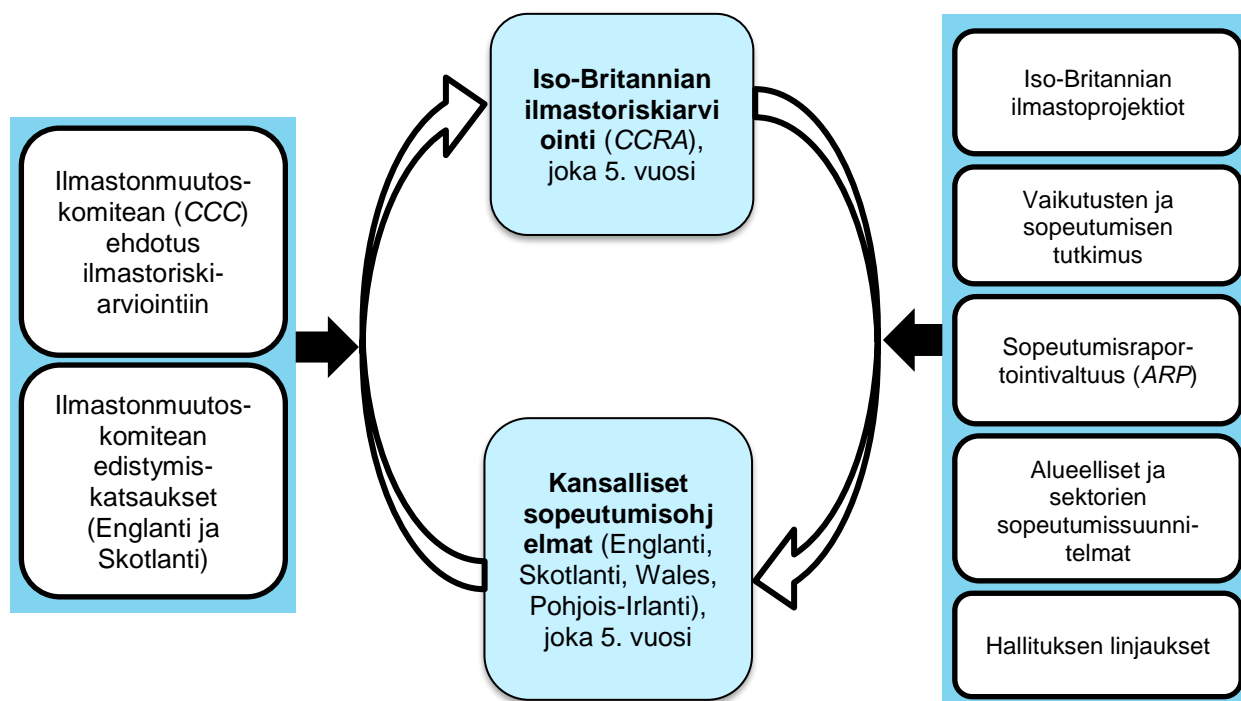 Ilmastonmuutos-
komitean (CCC)
ehdotus
ilmastoriski-
arviointiin
Ilmastonmuutos-
komitean
edistymis-
katsaukset
(Englanti ja
Skotlanti)
Iso-Britannian
ilmastoriskiarvi
ointi (CCRA),
joka 5. vuosi
Kansalliset
sopeutumisohj
elmat (Englanti,
Skotlanti, Wales,
Pohjois-Irlanti),
joka 5. vuosi
Iso-Britannian
ilmastoprojektiot
Vaikutusten ja
sopeutumisen
tutkimus
Sopeutumisrapor-
tointivaltuus (ARP)
Alueelliset ja
sektorien
sopeutumissuunni-
telmat
Hallituksen linjaukset